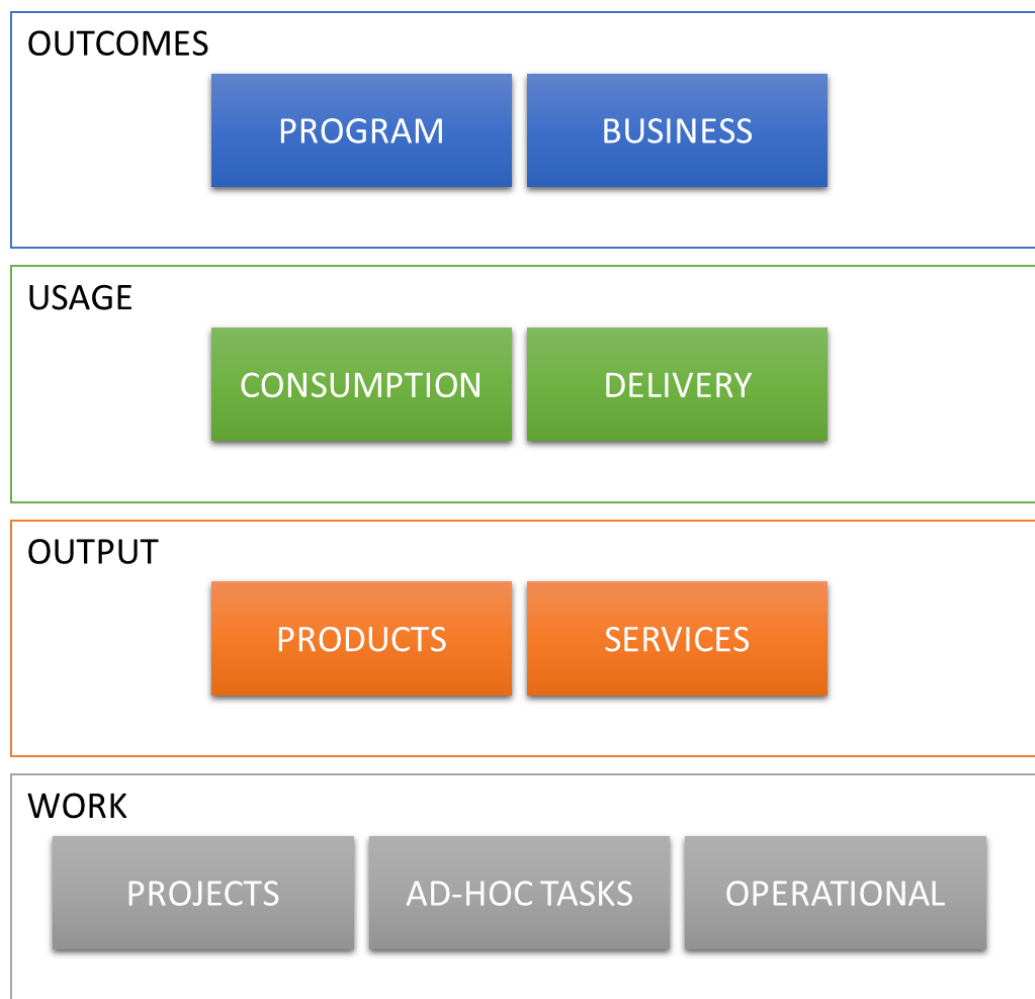 OUTCOMES
PROGRAM
BUSINESS
USAGE
CONSUMPTION
DELIVERY
OUTPUT
PRODUCTS
SERVICES
WORK
PROJECTS
AD-HOC TASKS
OPERATIONAL